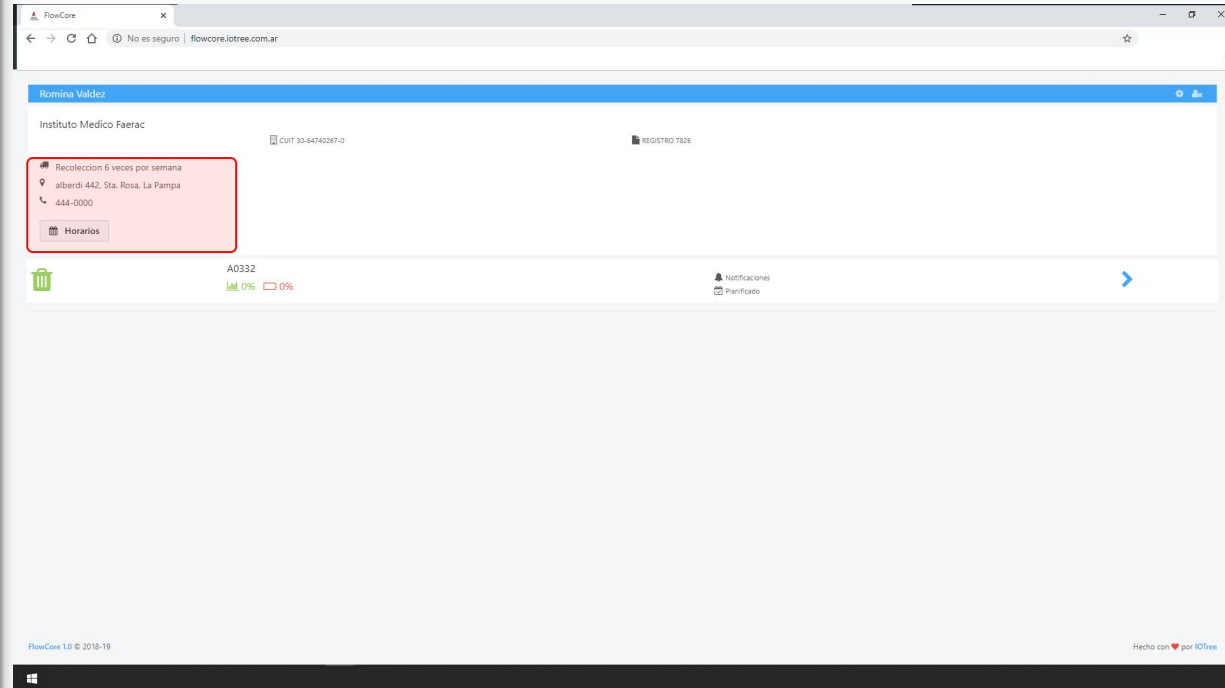 FlowCore
No es seguro | flowcore.iotree.com.ar
Romina Valdez
Instituto Medico Faerac
CUIT 30-64740267-0
REGISTRO 7826
Recoleccion 6 veces por semana
alberdi 442, Sta. Rosa, La Pampa
444-0000
Horarios
A0332
0% 0%
Notificaciones
Planificado
FlowCore 1.0 © 2018-19
Hecho con ❤ por IOTree